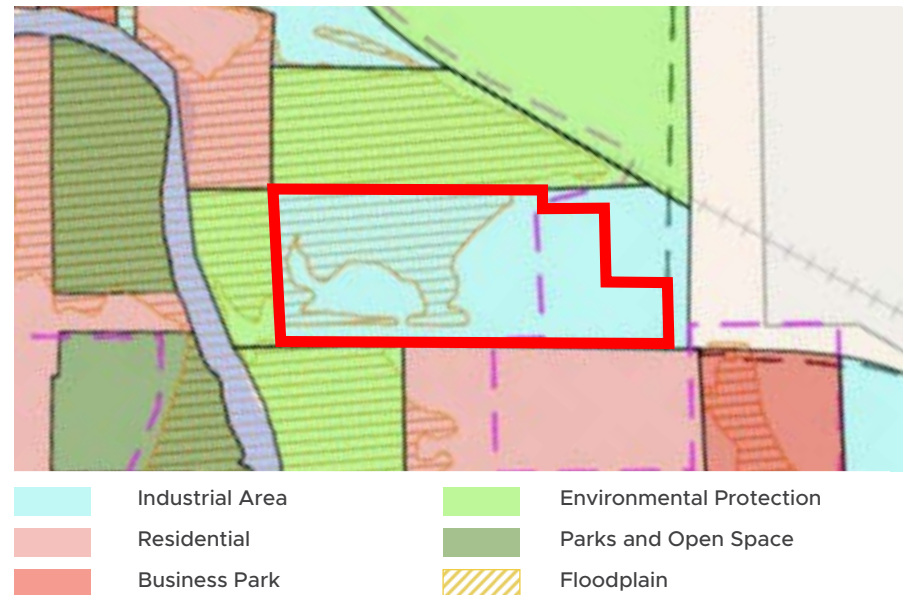 Industrial Area
Environmental Protection
Residential
Parks and Open Space
Business Park
Floodplain